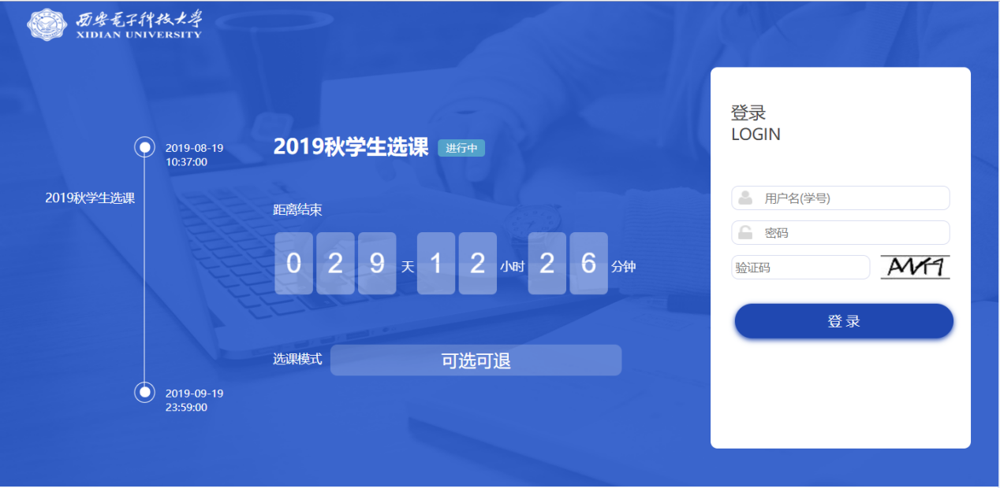 西安电子科技大学
XIDIAN UNIVERSITY
2019-08-19
10:37:00
2019秋学生选课
2019-09-19
23:59:00
2019秋学生选课 进行中
距离结束
0 2 9 天 1 2 小时 2 6 分钟
选课模式 可选可退
登录
LOGIN
用户名(学号)
密码
验证码
登 录